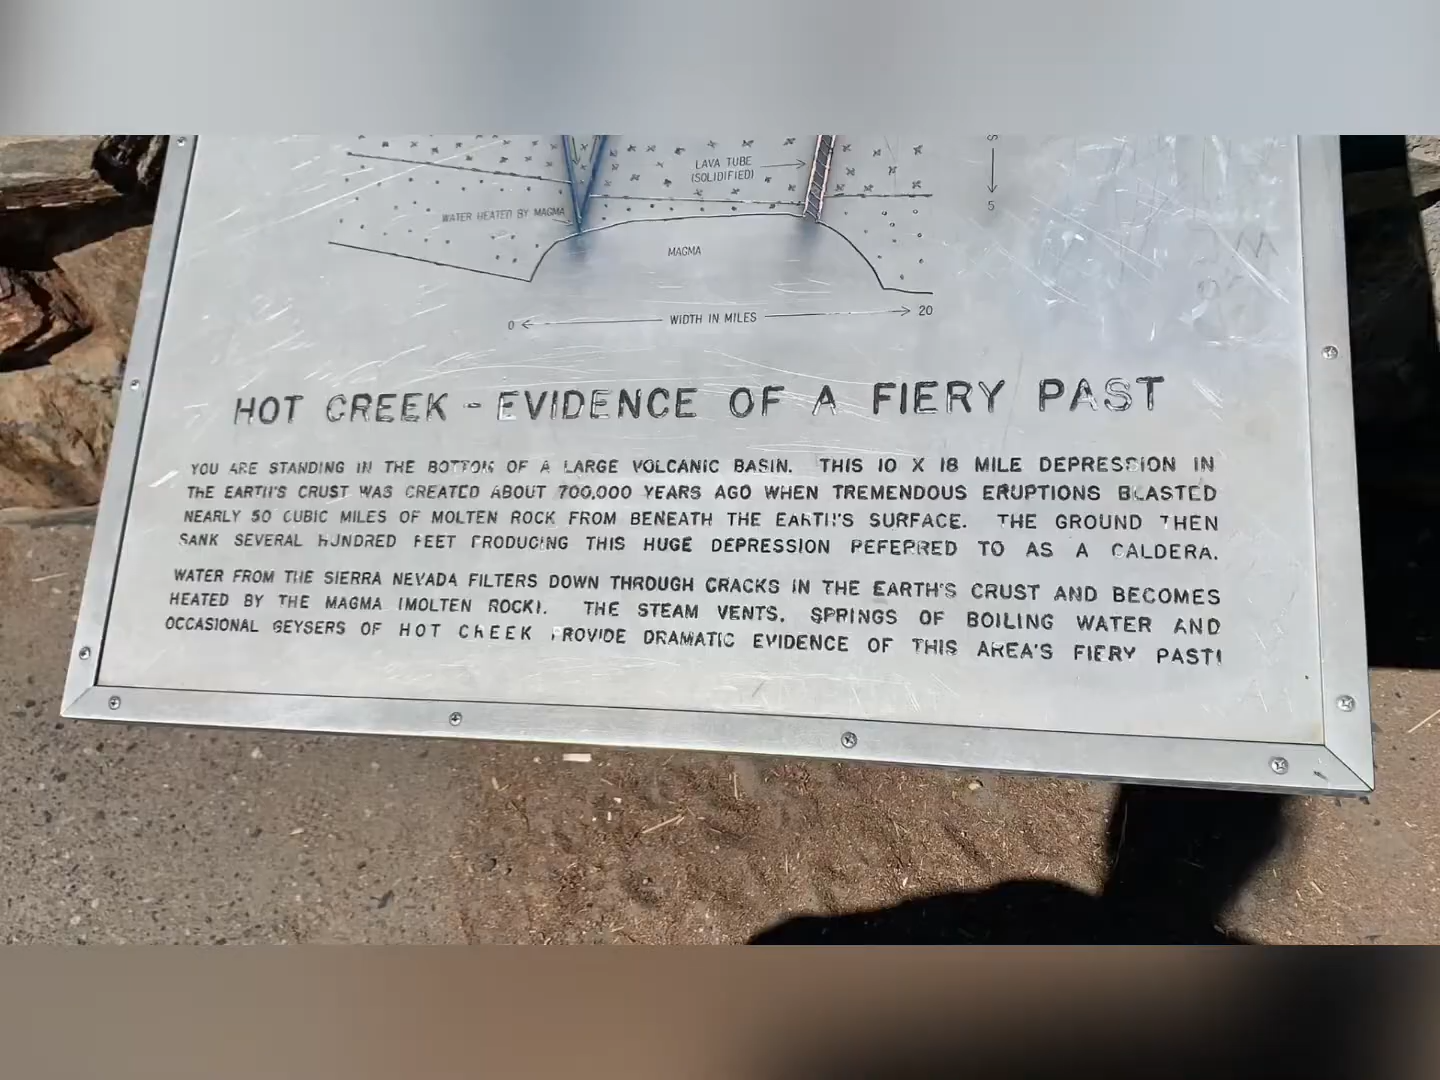 LAVA TUBE
(SOLIDIFIED)
5
WATER HEATED BY MAGMA
MAGMA
0 WIDTH IN MILES 20
HOT CREEK - EVIDENCE OF A FIERY PAST
YOU ARE STANDING IN THE BOTTOM OF A LARGE VOLCANIC BASIN. THIS 10 X 18 MILE DEPRESSION IN
THE EARTH'S CRUST WAS CREATED ABOUT 700,000 YEARS AGO WHEN TREMENDOUS ERUPTIONS BLASTED
NEARLY 50 CUBIC MILES OF MOLTEN ROCK FROM BENEATH THE EARTH'S SURFACE. THE GROUND THEN
SANK SEVERAL HUNDRED FEET PRODUCING THIS HUGE DEPRESSION REFERRED TO AS A CALDERA.
WATER FROM THE SIERRA NEVADA FILTERS DOWN THROUGH CRACKS IN THE EARTH'S CRUST AND BECOMES
HEATED BY THE MAGMA (MOLTEN ROCK). THE STEAM VENTS, SPRINGS OF BOILING WATER AND
OCCASIONAL GEYSERS OF HOT CREEK PROVIDE DRAMATIC EVIDENCE OF THIS AREA'S FIERY PAST!